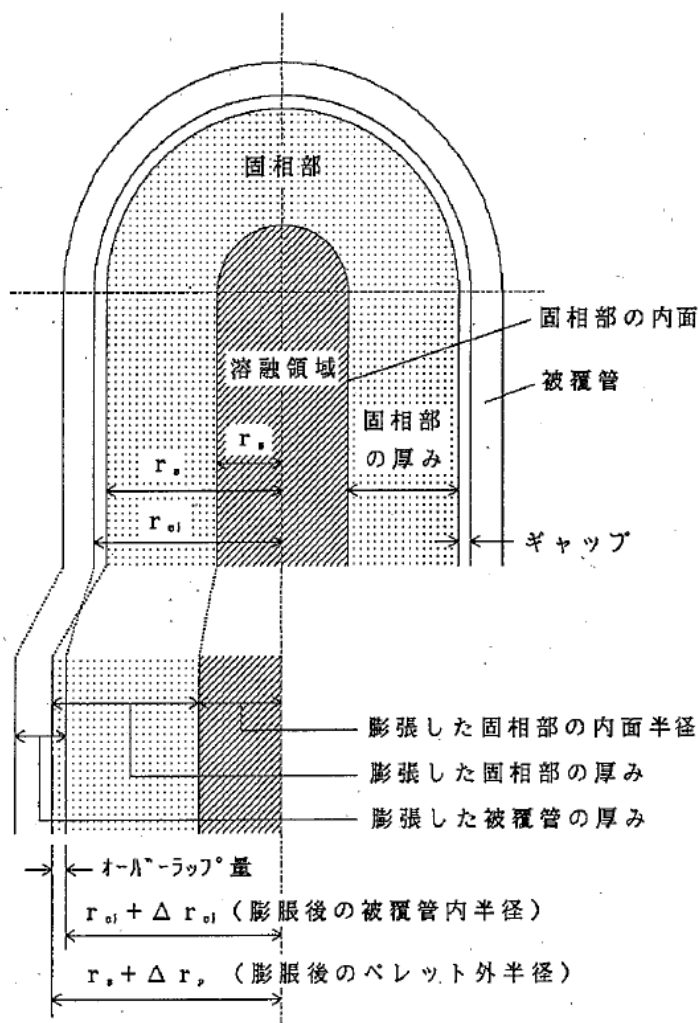 固相部
固相部の内面
溶融領域
被覆管
固相部
の厚み
ギャップ
膨張した固相部の内面半径
膨張した固相部の厚み
膨張した被覆管の厚み
オーバーラップ量
(膨脹後の被覆管内半径)
(膨脹後のペレット外半径)